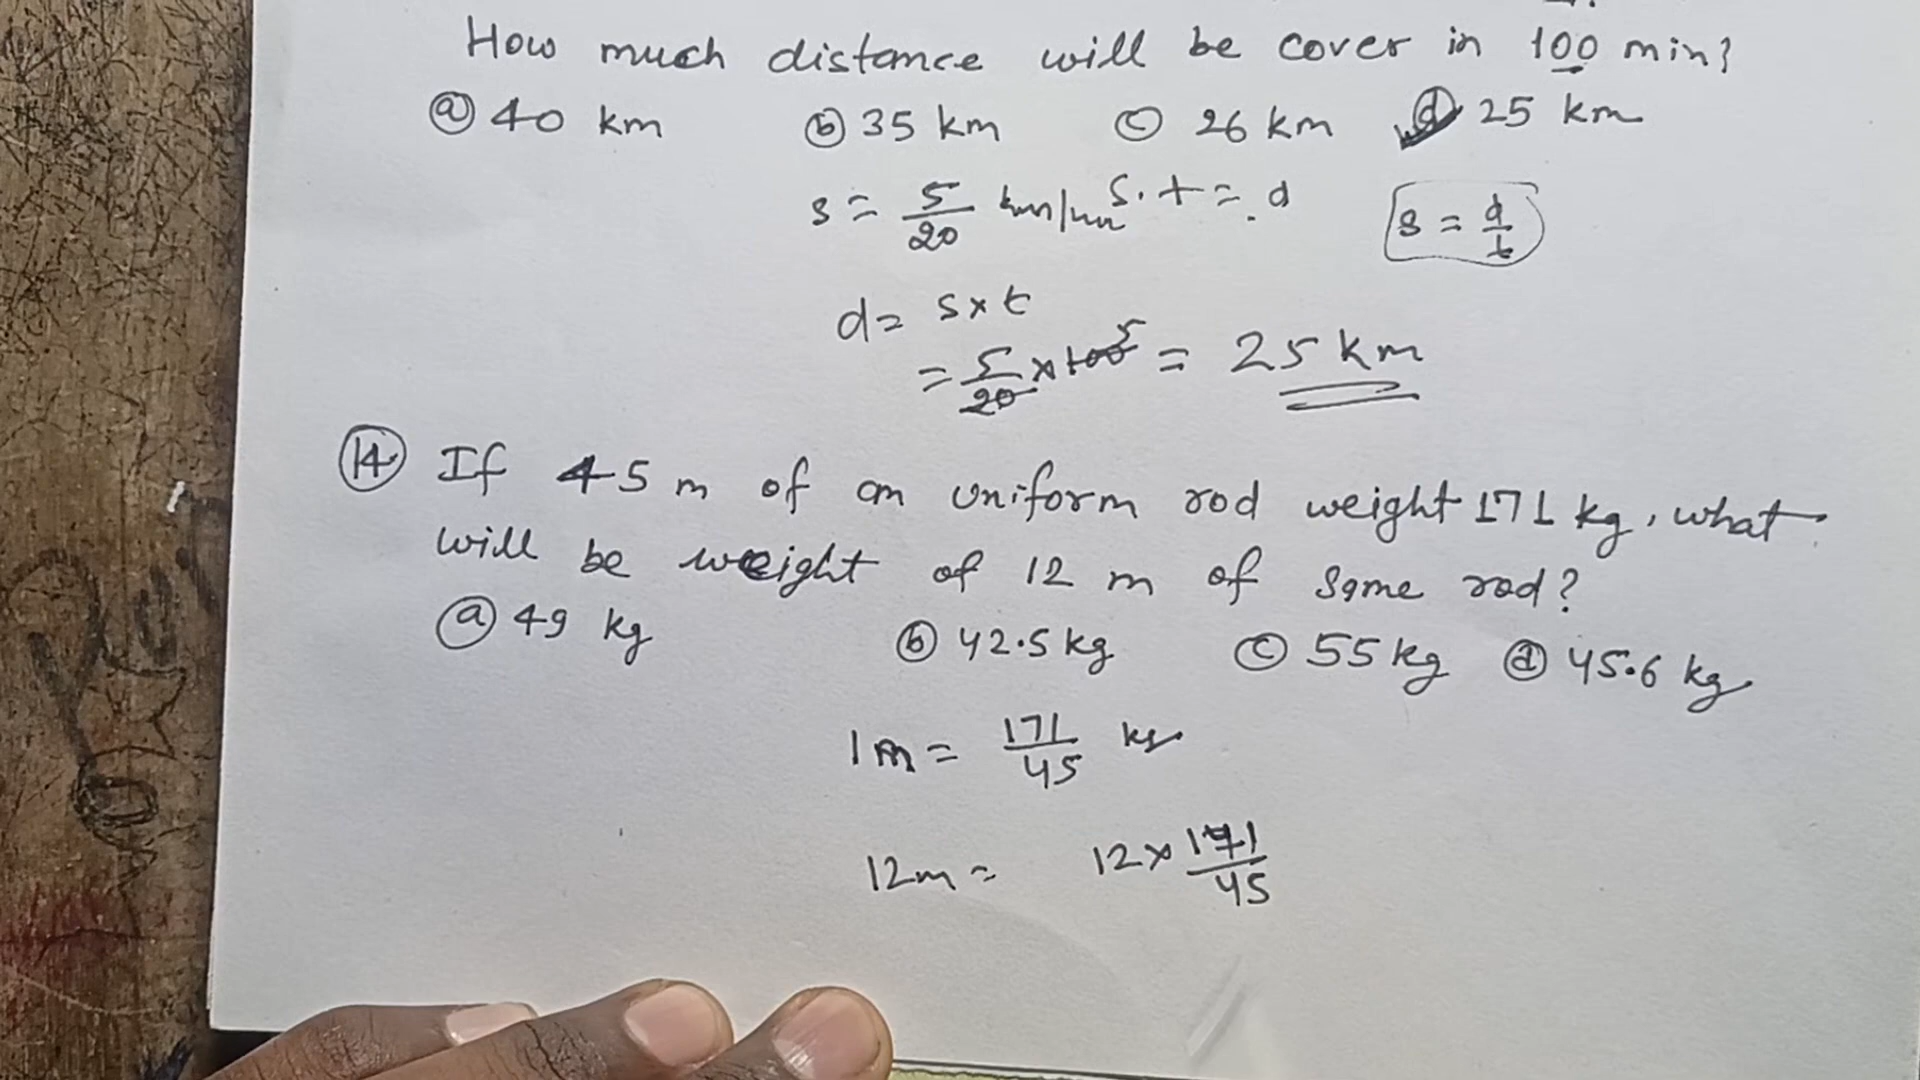 How much distance will be cover in 100 min?
(a) 40 km (b) 35 km (c) 26 km (d) 25 km
s = 5/20 km/ S.t = d s = d/t
d = s×t
= 5/20 × 100 5 = 25 km
(14) If 45 m of an uniform rod weight 171 kg, what
will be weight of 12 m of same rod?
(a) 49 kg (b) 42.5 kg (c) 55 kg (d) 45.6 kg
1m = 171/45 kg
12m = 12 × 171/45